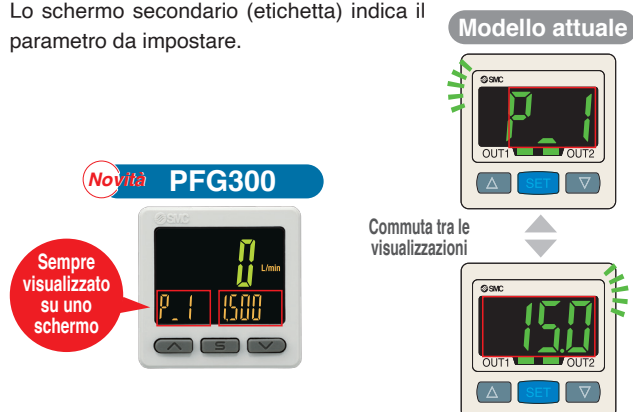 Lo schermo secondario (etichetta) indica il
parametro da impostare.
Modello attuale
SMC
P_1
OUT1 OUT2
SET
Novità PFG300
SMC
0
L/min
P_1 1500
S
Sempre
visualizzato
su uno
schermo
Commuta tra le
visualizzazioni
SMC
15.0
OUT1 OUT2
SET